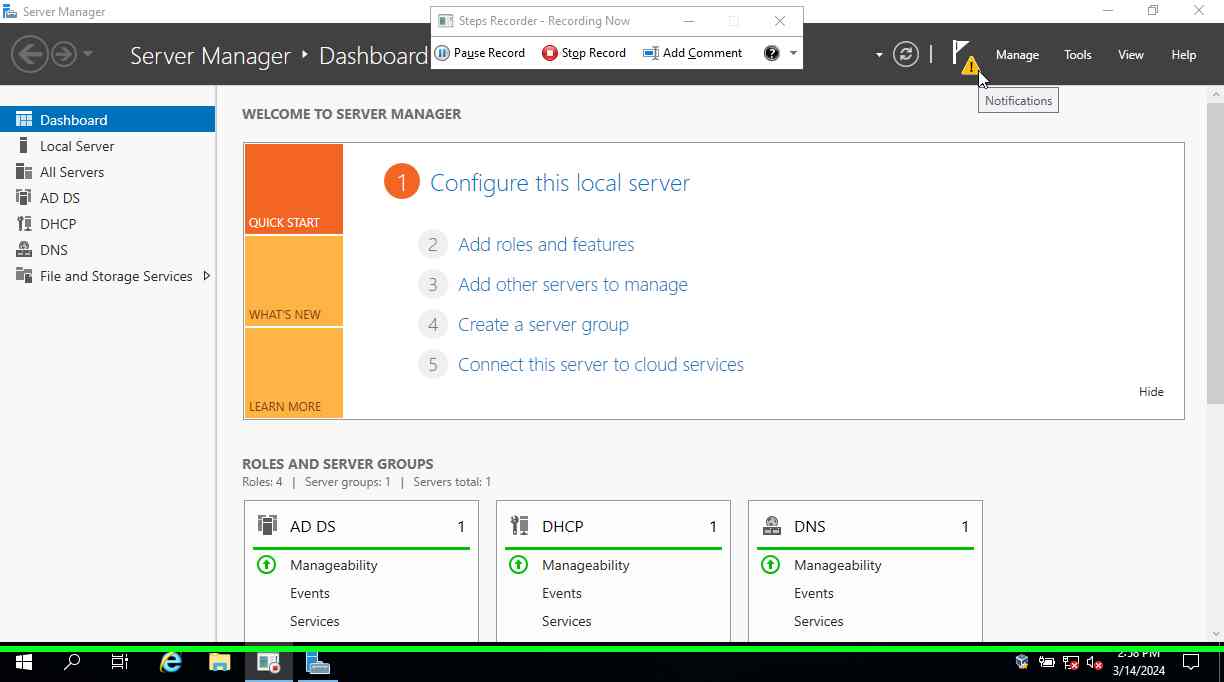 Server Manager
Steps Recorder - Recording Now
Pause Record
Stop Record
Add Comment
Server Manager
Dashboard
Manage
Tools
View
Help
Notifications
Dashboard
Local Server
All Servers
AD DS
DHCP
DNS
File and Storage Services
WELCOME TO SERVER MANAGER
QUICK START
WHAT'S NEW
LEARN MORE
1 Configure this local server
2 Add roles and features
3 Add other servers to manage
4 Create a server group
5 Connect this server to cloud services
Hide
ROLES AND SERVER GROUPS
Roles: 4 | Server groups: 1 | Servers total: 1
AD DS 1
Manageability
Events
Services
DHCP 1
Manageability
Events
Services
DNS 1
Manageability
Events
Services
2:58 PM
3/14/2024